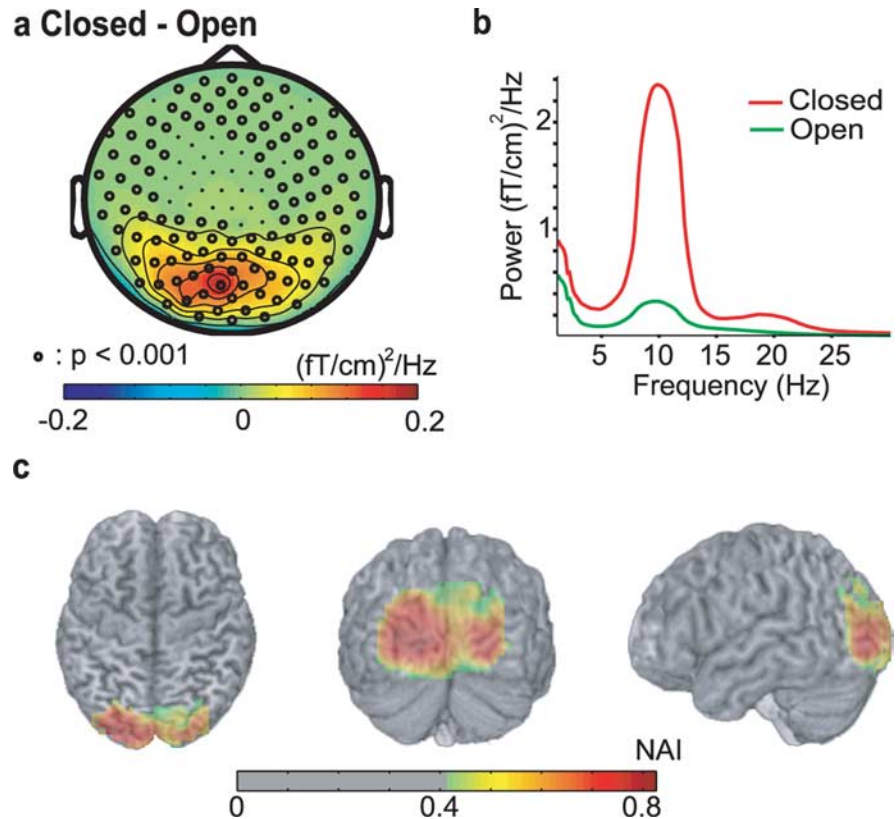 a Closed - Open
: p < 0.001
(fT/cm)²/Hz
-0.2 0 0.2
b
Power (fT/cm)²/Hz
2
1
Closed
Open
5 10 15 20 25
Frequency (Hz)
c
NAI
0 0.4 0.8